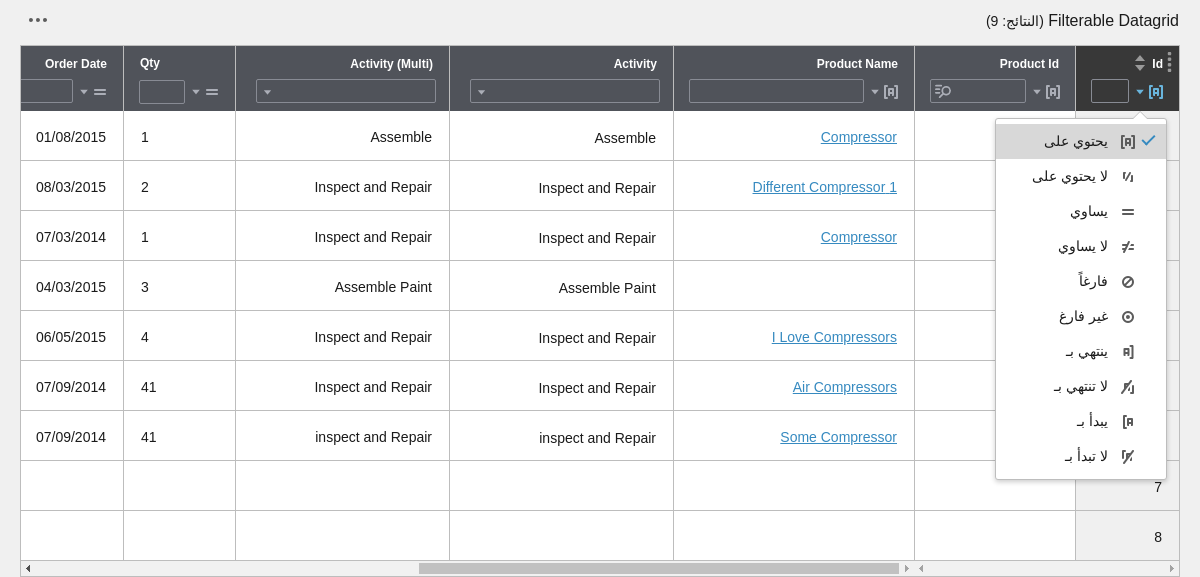 Filterable Datagrid (النتائج: 9)
Id Product Id Product Name Activity Activity (Multi) Qty Order Date
Compressor Assemble Assemble 1 01/08/2015
Different Compressor 1 Inspect and Repair Inspect and Repair 2 08/03/2015
Compressor Inspect and Repair Inspect and Repair 1 07/03/2014
Assemble Paint Assemble Paint 3 04/03/2015
I Love Compressors Inspect and Repair Inspect and Repair 4 06/05/2015
Air Compressors Inspect and Repair Inspect and Repair 41 07/09/2014
Some Compressor inspect and Repair inspect and Repair 41 07/09/2014
7
8
يحتوي على
لا يحتوي على
يساوي
لا يساوي
فارغاً
غير فارغ
ينتهي بـ
لا تنتهي بـ
يبدأ بـ
لا تبدأ بـ